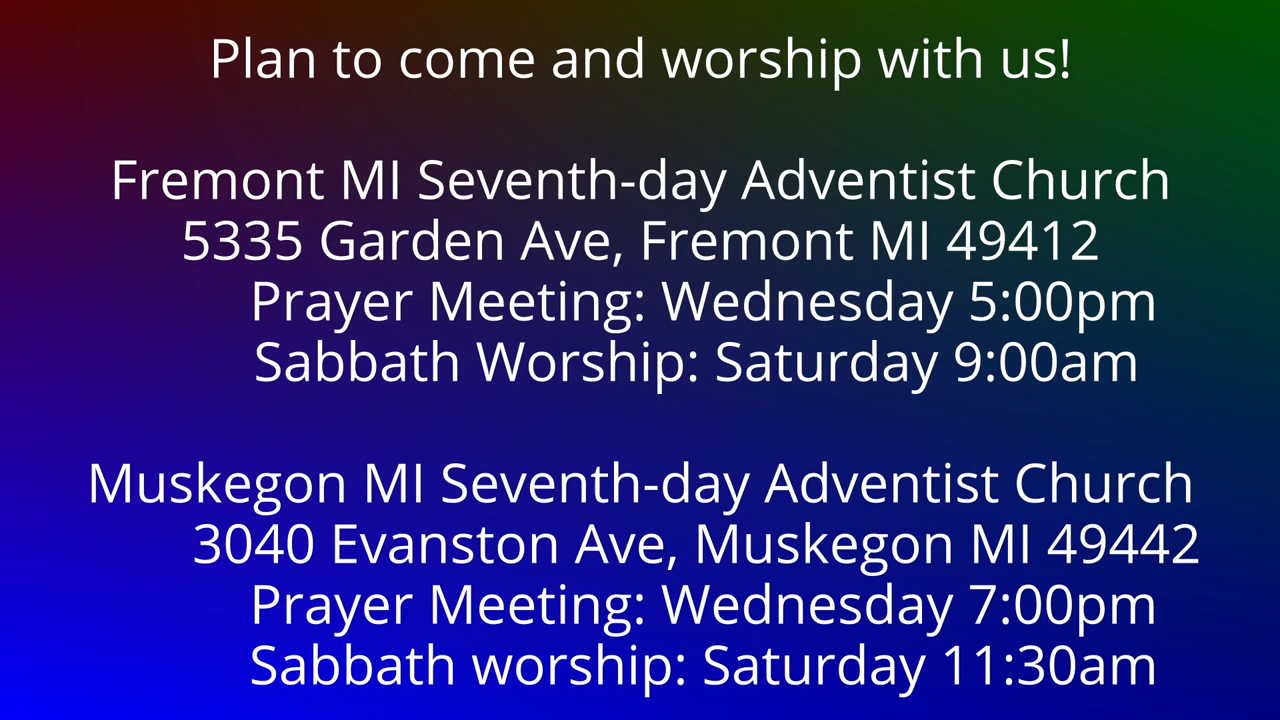 Plan to come and worship with us!
Fremont MI Seventh-day Adventist Church
5335 Garden Ave, Fremont MI 49412
Prayer Meeting: Wednesday 5:00pm
Sabbath Worship: Saturday 9:00am
Muskegon MI Seventh-day Adventist Church
3040 Evanston Ave, Muskegon MI 49442
Prayer Meeting: Wednesday 7:00pm
Sabbath worship: Saturday 11:30am